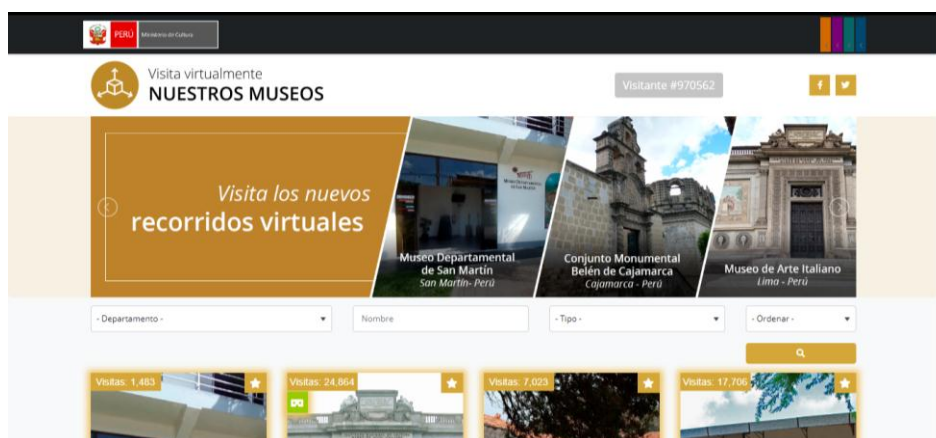 PERÚ
Ministerio de Cultura
Visita virtualmente
NUESTROS MUSEOS
Visitante #970562
Visita los nuevos
recorridos virtuales
Museo Departamental
de San Martín
San Martín- Perú
Conjunto Monumental
Belén de Cajamarca
Cajamarca - Perú
Museo de Arte Italiano
Lima - Perú
- Departamento -
Nombre
- Tipo -
- Ordenar -
Visitas: 1,483
Visitas: 24,864
Visitas: 7,023
Visitas: 17,706